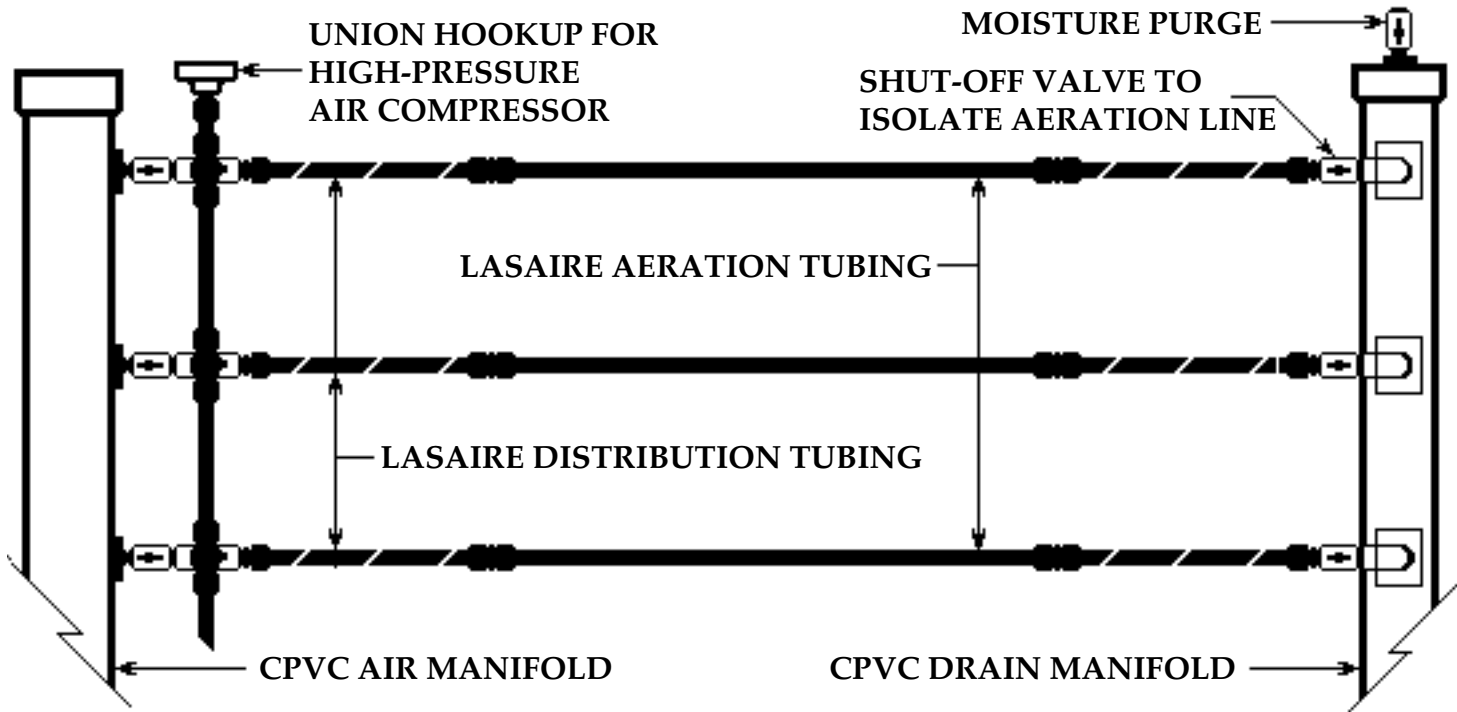 UNION HOOKUP FOR
HIGH-PRESSURE
AIR COMPRESSOR
MOISTURE PURGE
SHUT-OFF VALVE TO
ISOLATE AERATION LINE
LASAIRE AERATION TUBING
LASAIRE DISTRIBUTION TUBING
CPVC AIR MANIFOLD
CPVC DRAIN MANIFOLD